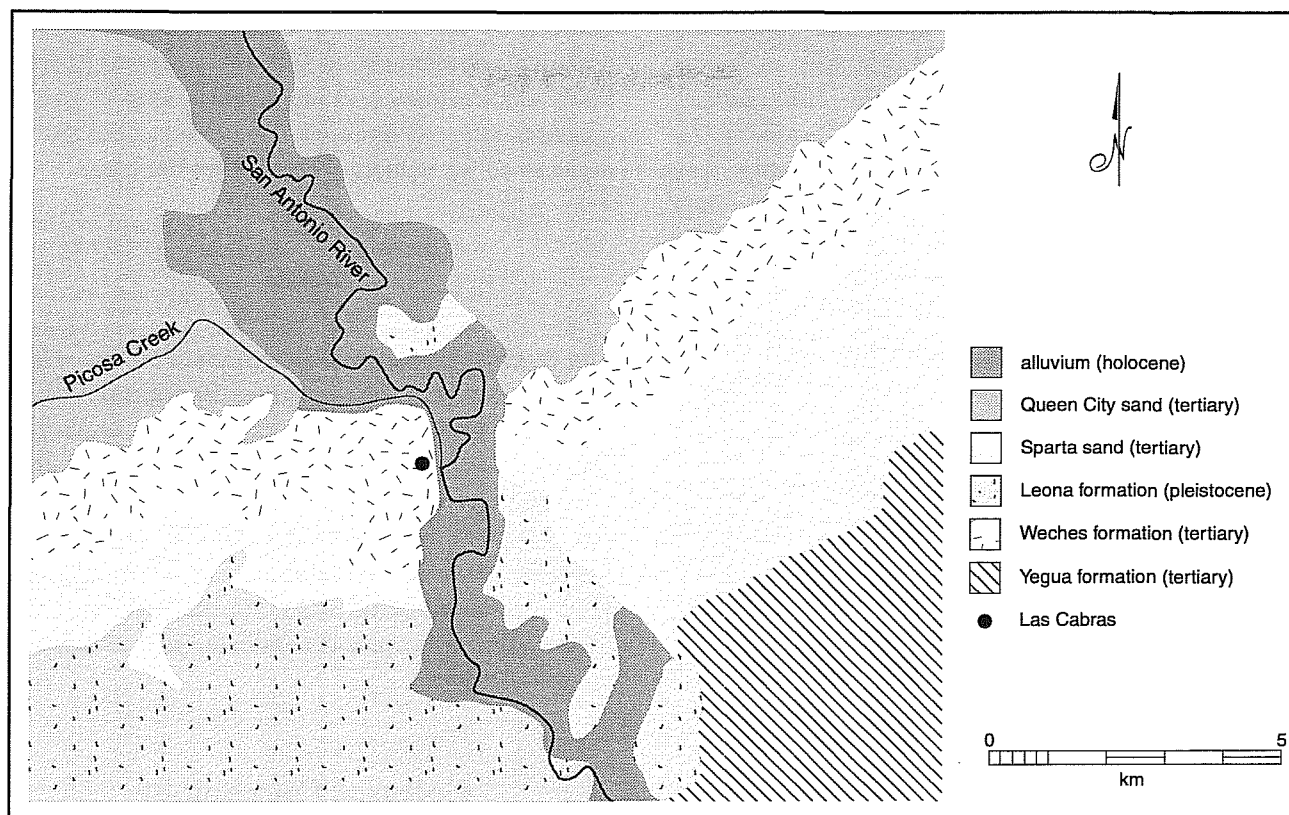 San Antonio River
Picosa Creek
N
alluvium (holocene)
Queen City sand (tertiary)
Sparta sand (tertiary)
Leona formation (pleistocene)
Weches formation (tertiary)
Yegua formation (tertiary)
Las Cabras
0 5
km